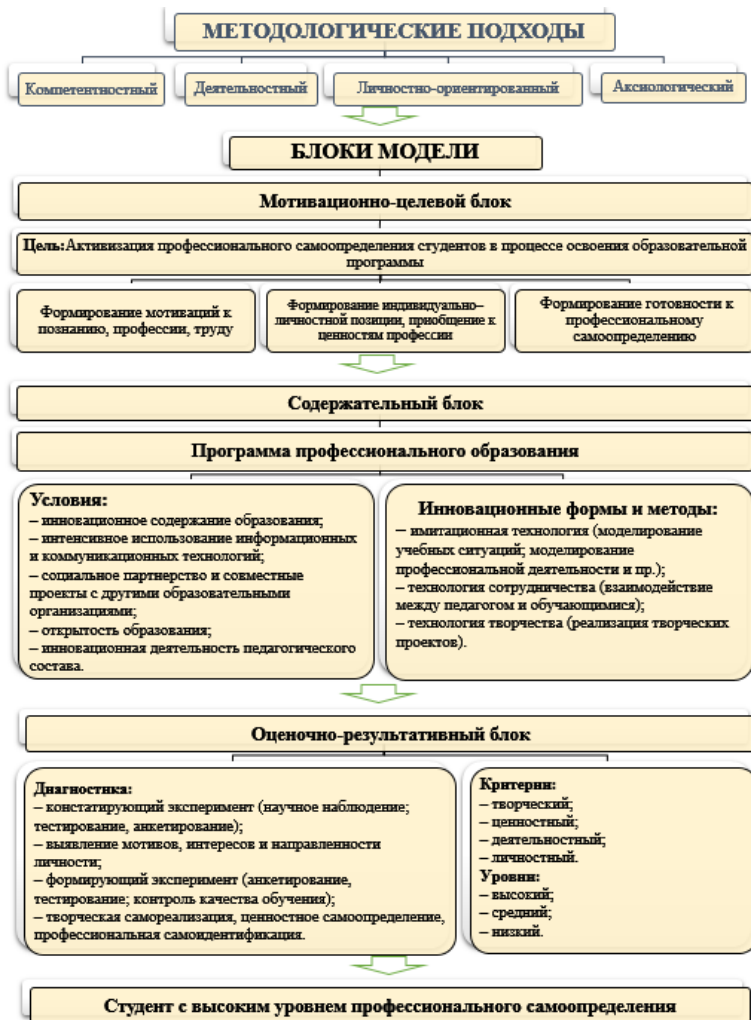 МЕТОДОЛОГИЧЕСКИЕ ПОДХОДЫ
Компетентностный
Деятельностный
Личностно-ориентированный
Аксиологический
БЛОКИ МОДЕЛИ
Мотивационно-целевой блок
Цель:Активизация профессионального самоопределения студентов в процессе освоения образовательной
программы
Формирование мотиваций к
познанию, профессии, труду
Формирование индивидуально–
личностной позиции, приобщение к
ценностям профессии
Формирование готовности к
профессиональному
самоопределению
Содержательный блок
Программа профессионального образования
Условия:
– инновационное содержание образования;
– интенсивное использование информационных
и коммуникационных технологий;
– социальное партнерство и совместные
проекты с другими образовательными
организациями;
– открытость образования;
– инновационная деятельность педагогического
состава.
Инновационные формы и методы:
– имитационная технология (моделирование
учебных ситуаций; моделирование
профессиональной деятельности и пр.);
– технология сотрудничества (взаимодействие
между педагогом и обучающимися);
– технология творчества (реализация творческих
проектов).
Оценочно-результативный блок
Диагностика:
– констатирующий эксперимент (научное наблюдение;
тестирование, анкетирование);
– выявление мотивов, интересов и направленности
личности;
– формирующий эксперимент (анкетирование,
тестирование; контроль качества обучения);
– творческая самореализация, ценностное самоопределение,
профессиональная самоидентификация.
Критерии:
– творческий;
– ценностный;
– деятельностный;
– личностный.
Уровни:
– высокий;
– средний;
– низкий.
Студент с высоким уровнем профессионального самоопределения